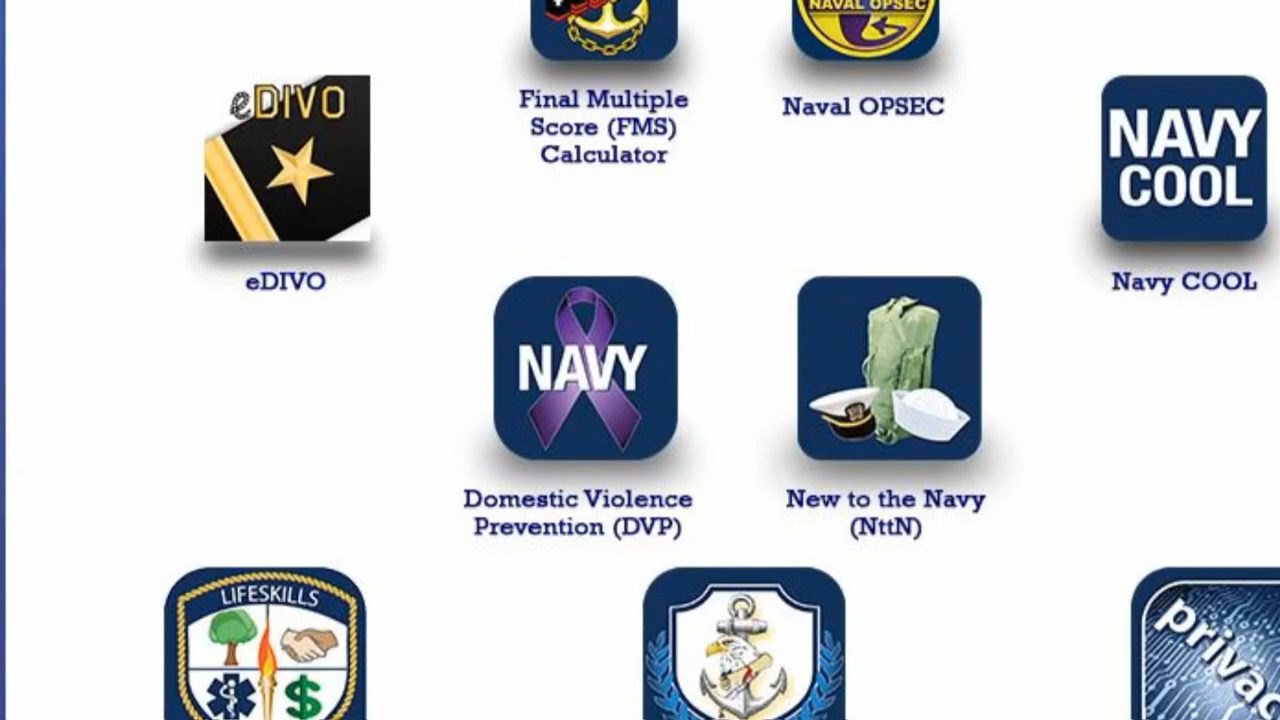 NAVAL OPSEC
eDIVO
Final Multiple
Score (FMS)
Calculator
Naval OPSEC
NAVY
COOL
eDIVO
Navy COOL
NAVY
Domestic Violence
Prevention (DVP)
New to the Navy
(NttN)
LIFESKILLS
$
privac